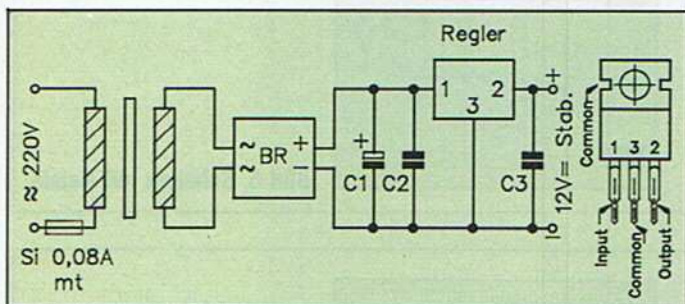 Regler
≈ 220V
Si 0,08A
mt
~ BR +
~ −
+
C1 C2
1 2
3
C3
+
12V= Stab.
−
Common
1 3 2
Input
Common
Output